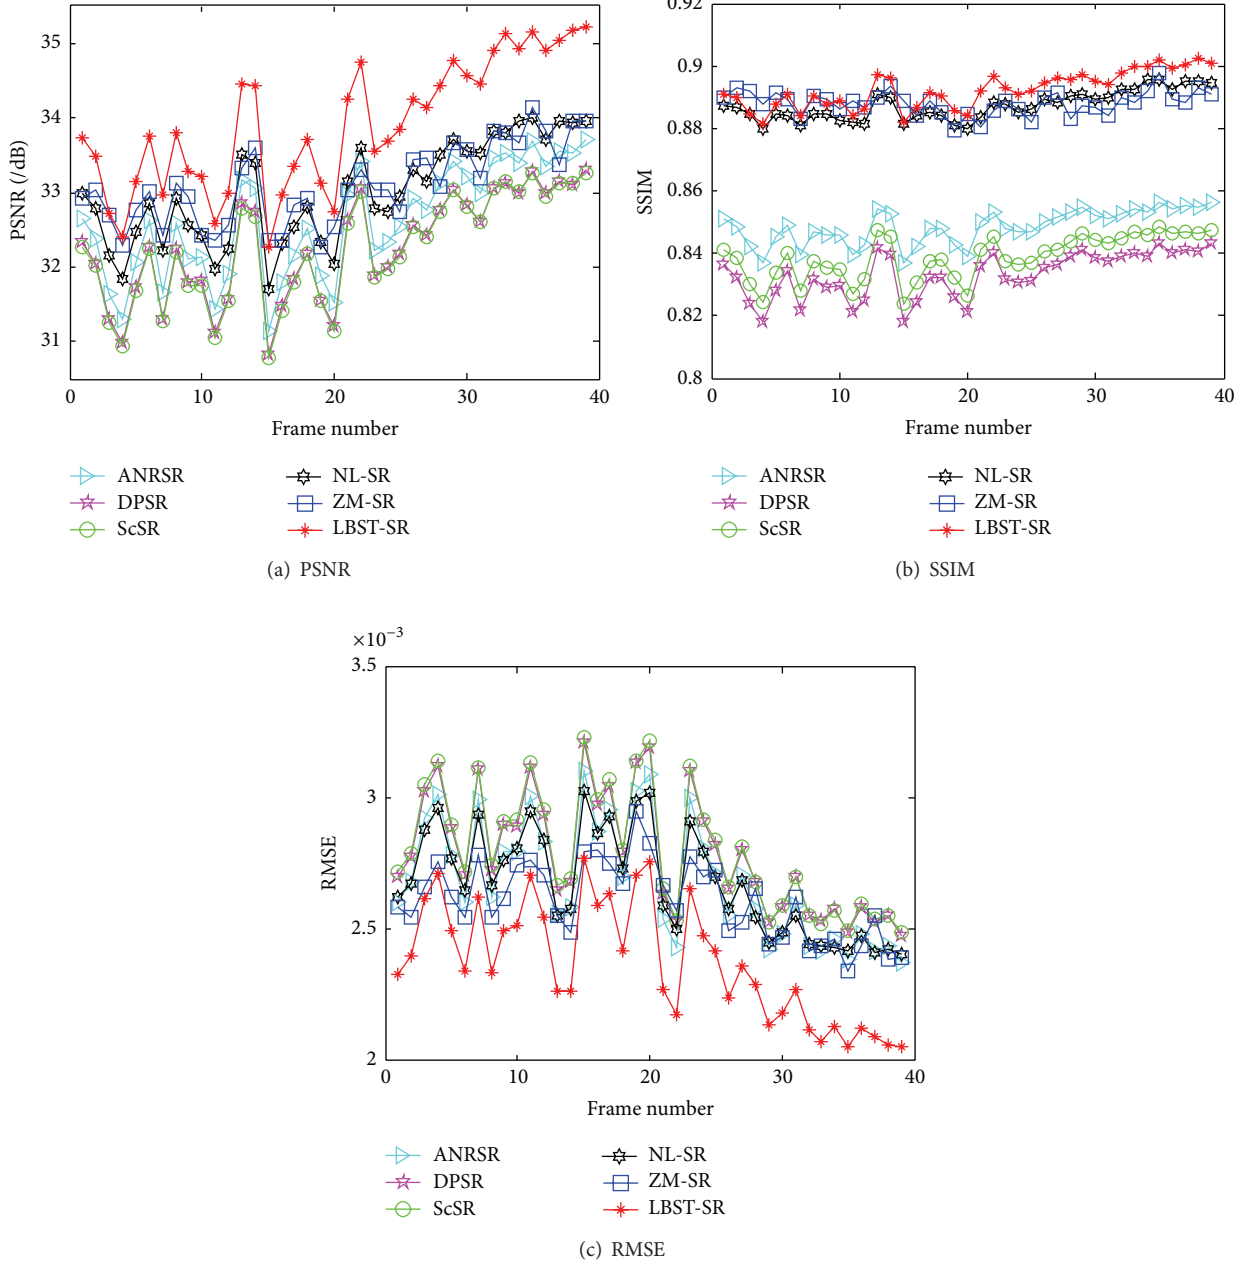 35
34
33
32
31
PSNR (/dB)
0 10 20 30 40
Frame number
ANRSR
DPSR
ScSR
NL-SR
ZM-SR
LBST-SR
(a) PSNR
0.92
0.9
0.88
0.86
0.84
0.82
0.8
SSIM
0 10 20 30 40
Frame number
ANRSR
DPSR
ScSR
NL-SR
ZM-SR
LBST-SR
(b) SSIM
×10⁻³
3.5
3
2.5
2
RMSE
0 10 20 30 40
Frame number
ANRSR
DPSR
ScSR
NL-SR
ZM-SR
LBST-SR
(c) RMSE